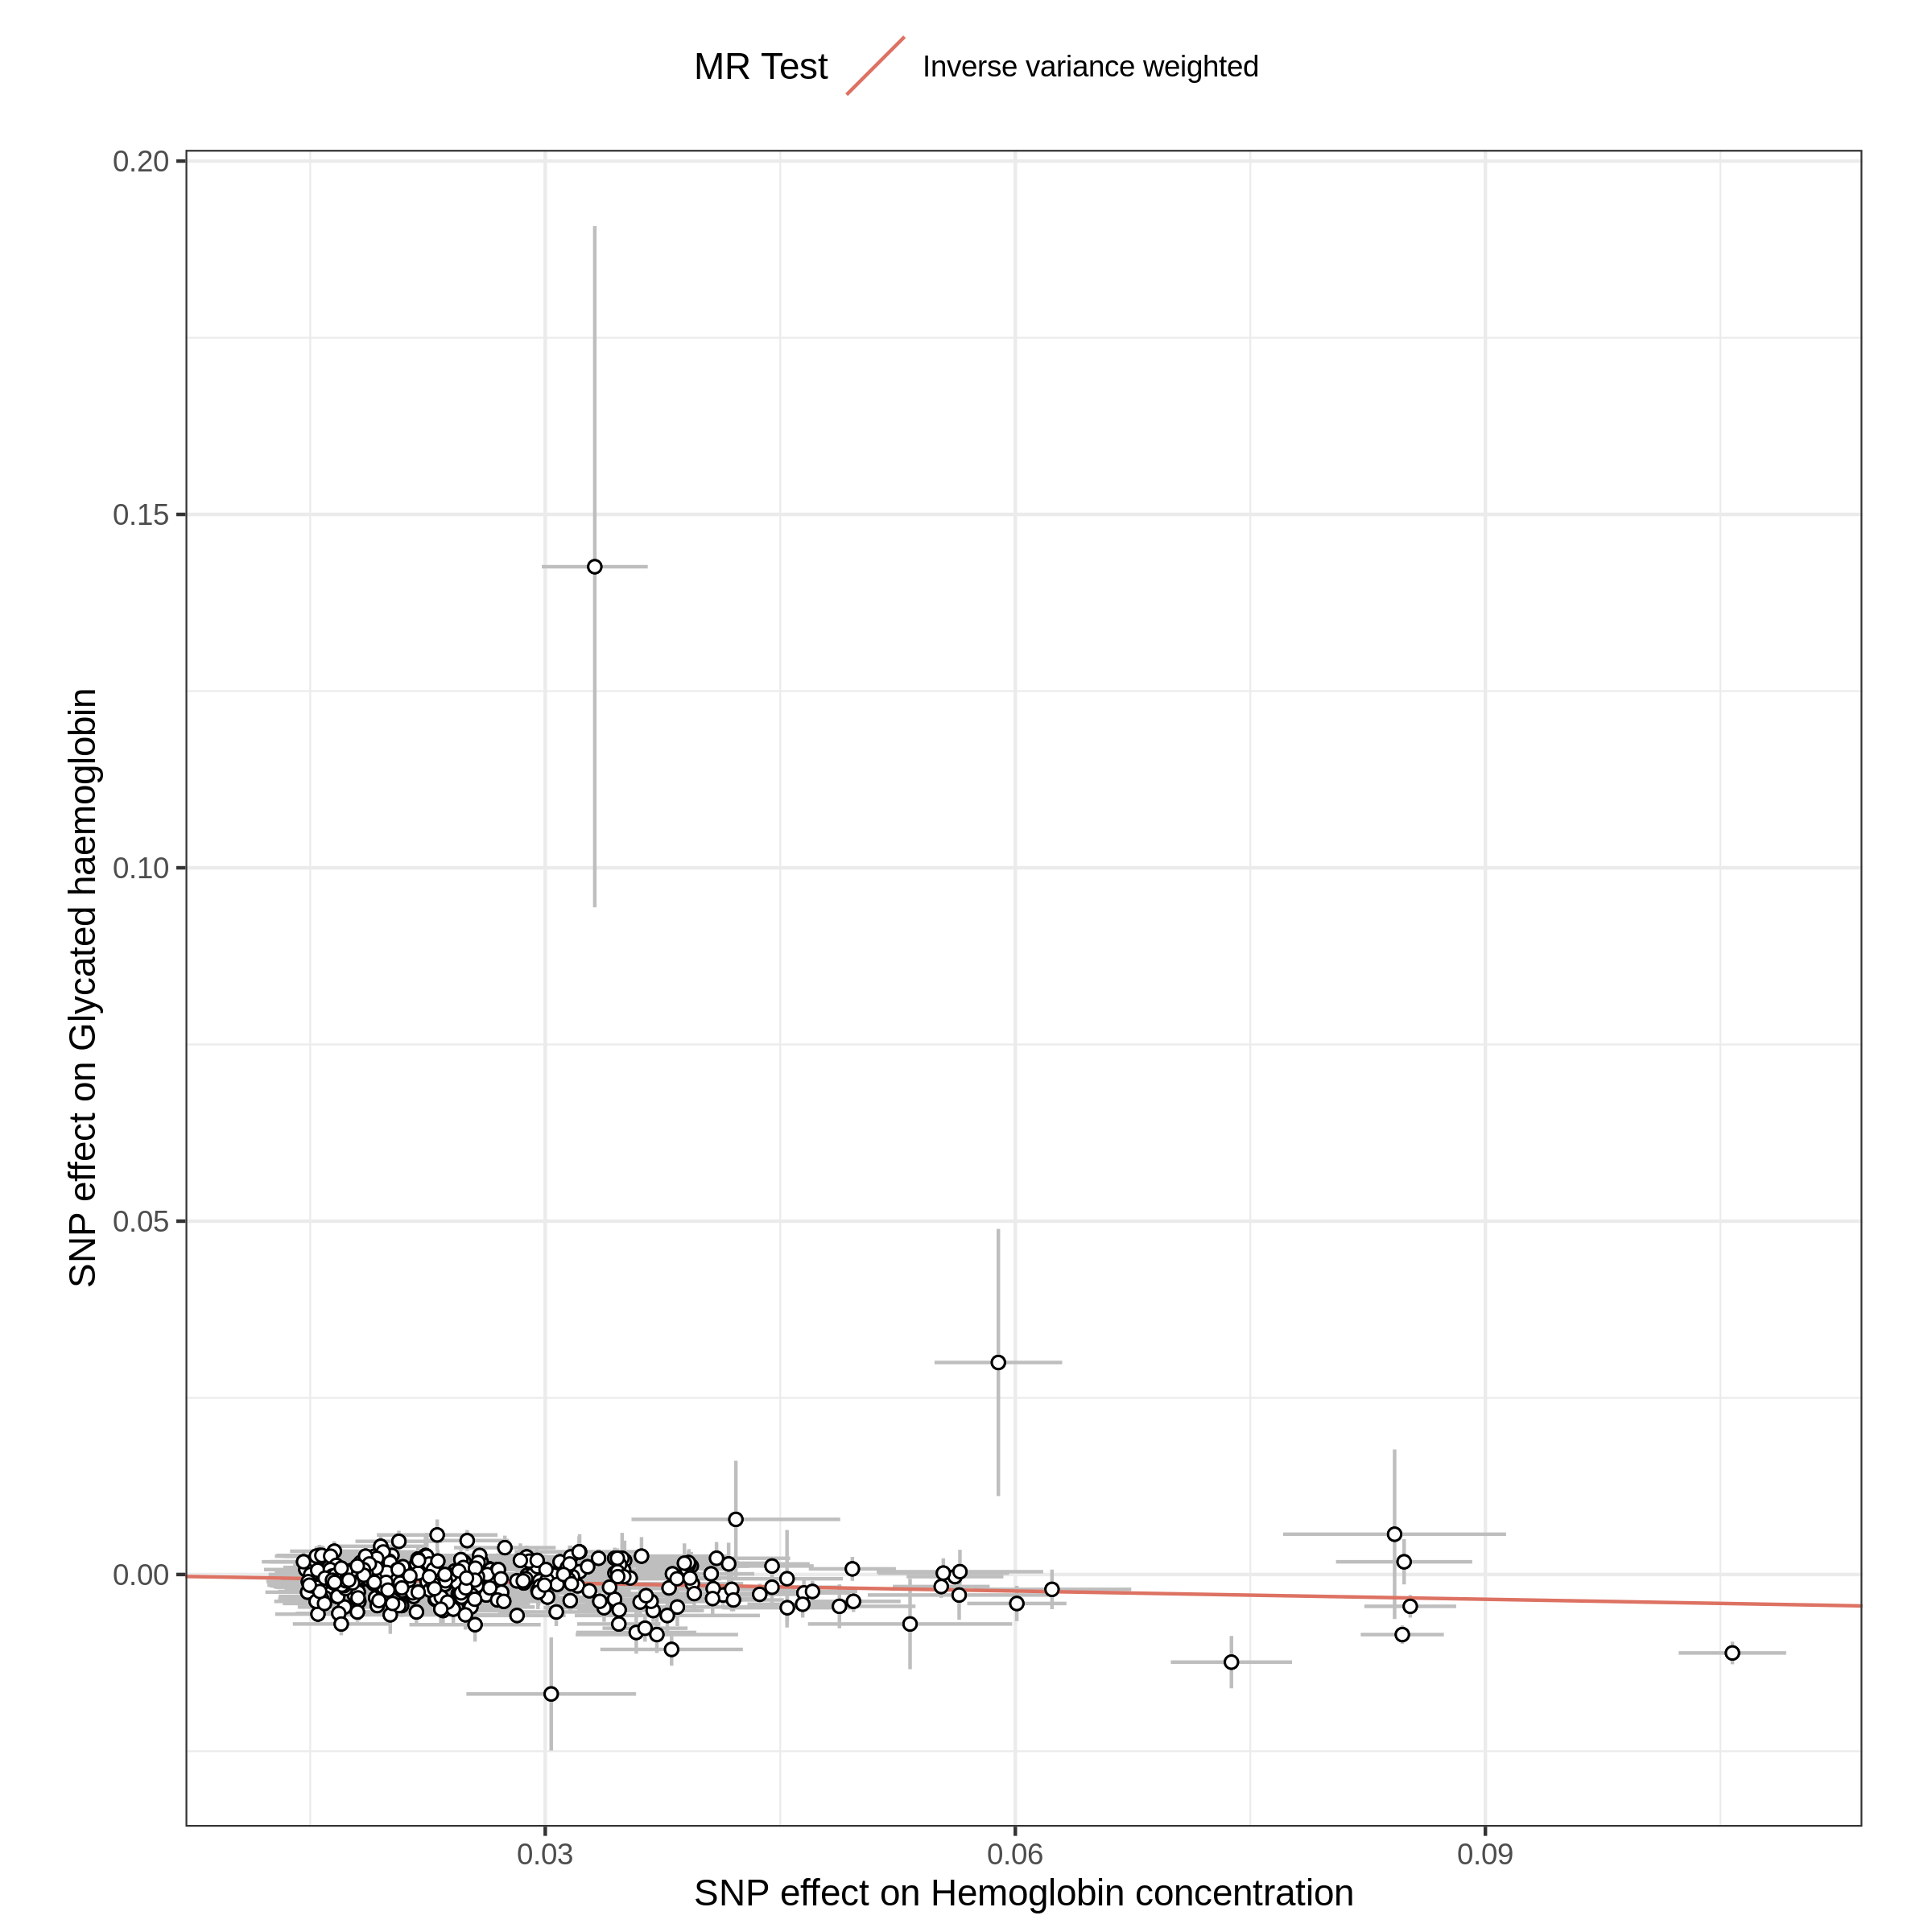 MR Test Inverse variance weighted
0.20
0.15
0.10
0.05
0.00
SNP effect on Glycated haemoglobin
0.03 0.06 0.09
SNP effect on Hemoglobin concentration